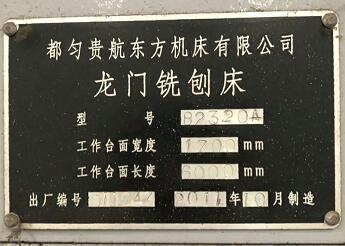 都匀贵航东方机床有限公司
龙门铣刨床
型 号 B2320A
工作台面宽度 1700 mm
工作台面长度 6000 mm
出厂编号 年10月制造